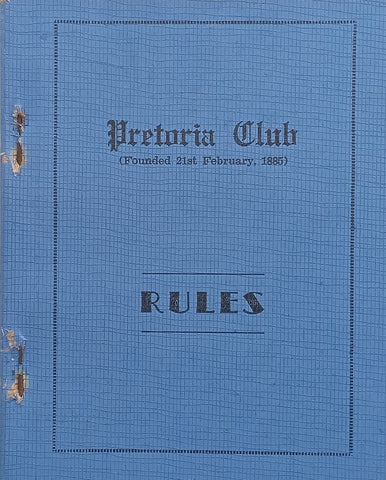 Pretoria Club
(Founded 21st February, 1885)
RULES